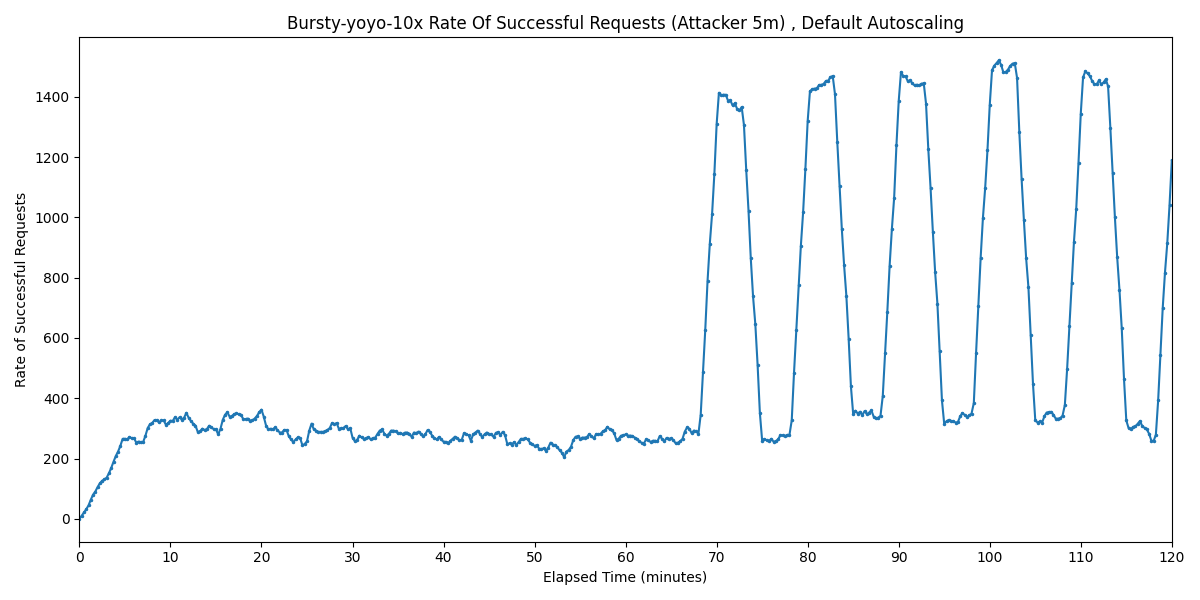 Bursty-yoyo-10x Rate Of Successful Requests (Attacker 5m) , Default Autoscaling
Rate of Successful Requests
1400
1200
1000
800
600
400
200
0
0 10 20 30 40 50 60 70 80 90 100 110 120
Elapsed Time (minutes)